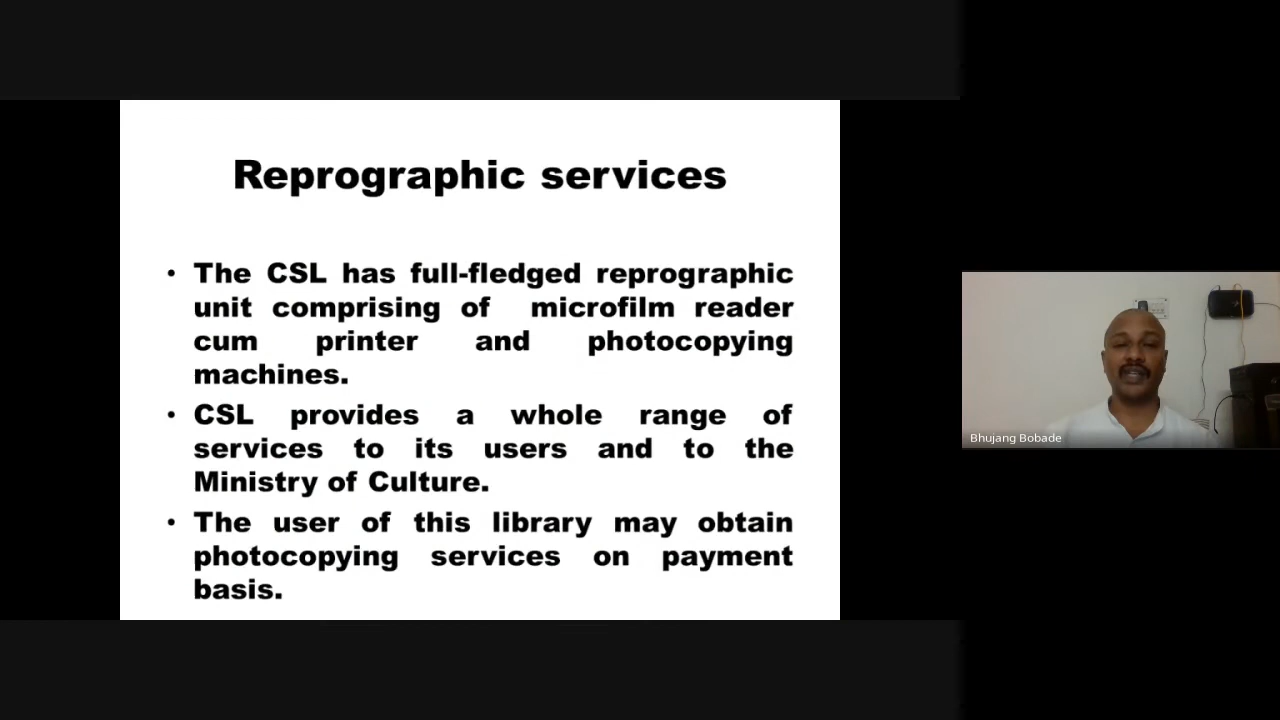 Reprographic services
• The CSL has full-fledged reprographic
unit comprising of microfilm reader
cum printer and photocopying
machines.
• CSL provides a whole range of
services to its users and to the
Ministry of Culture.
• The user of this library may obtain
photocopying services on payment
basis.
Bhujang Bobade